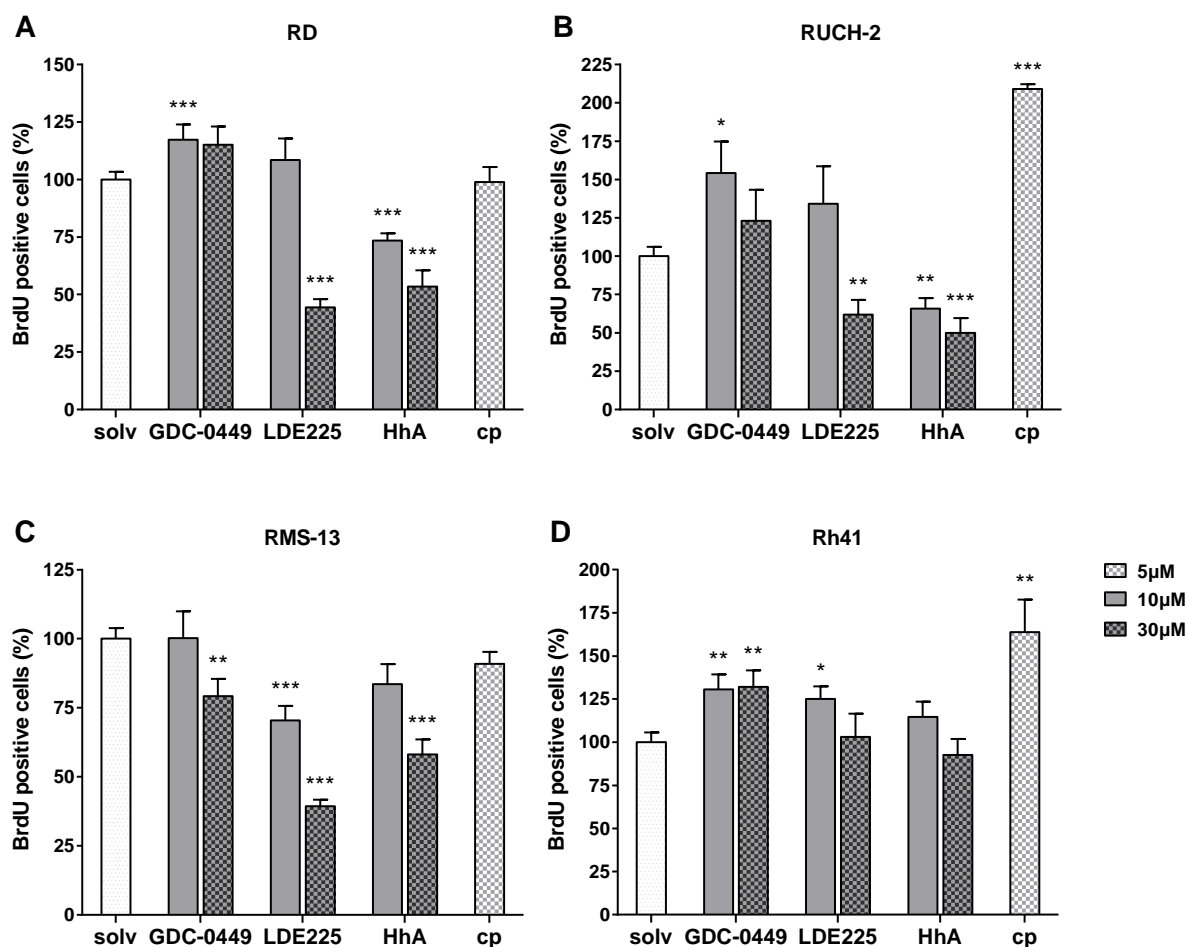 A
RD
BrdU positive cells (%)
150
125
100
75
50
25
0
***
***
***
***
solv GDC-0449 LDE225 HhA cp
B
RUCH-2
BrdU positive cells (%)
225
200
175
150
125
100
75
50
25
0
*
**
**
***
***
solv GDC-0449 LDE225 HhA cp
C
RMS-13
BrdU positive cells (%)
125
100
75
50
25
0
**
***
***
***
solv GDC-0449 LDE225 HhA cp
D
Rh41
BrdU positive cells (%)
200
175
150
125
100
75
50
25
0
**
**
*
**
solv GDC-0449 LDE225 HhA cp
5µM
10µM
30µM